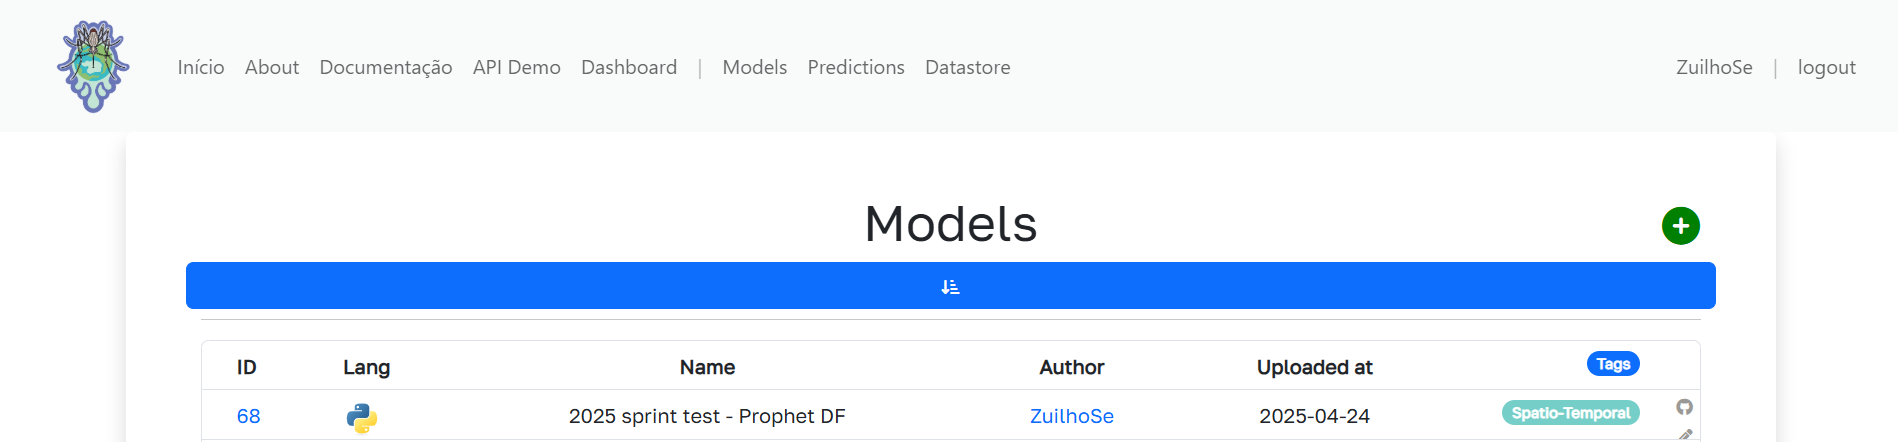 Início About Documentação API Demo Dashboard | Models Predictions Datastore ZuilhoSe | logout
Models
ID Lang Name Author Uploaded at Tags
68 2025 sprint test - Prophet DF ZuilhoSe 2025-04-24 Spatio-Temporal